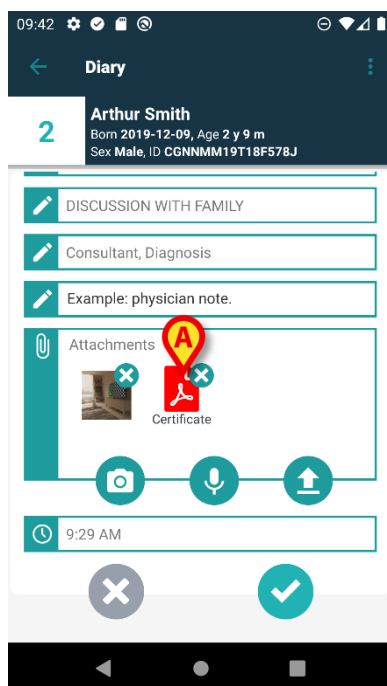 09:42
Diary
2
Arthur Smith
Born 2019-12-09, Age 2 y 9 m
Sex Male, ID CGNNMM19T18F578J
DISCUSSION WITH FAMILY
Consultant, Diagnosis
Example: physician note.
Attachments
A
Certificate
9:29 AM